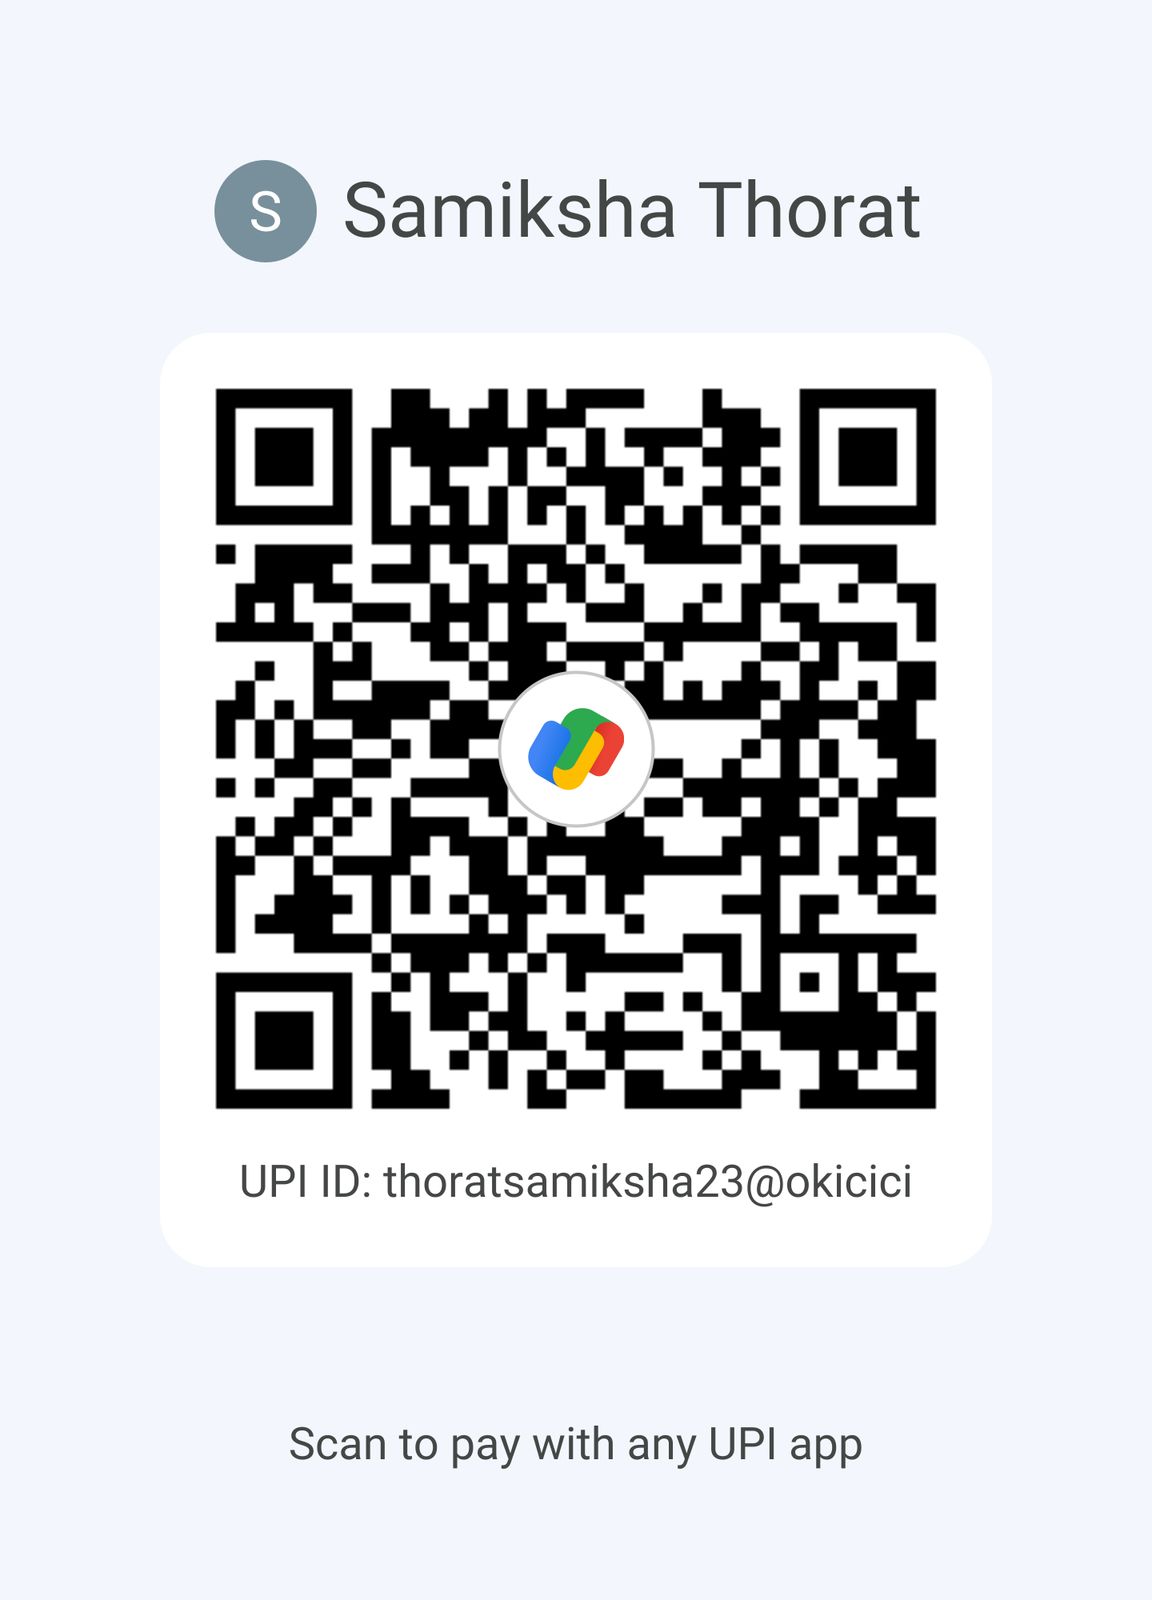 S Samiksha Thorat
UPI ID: thoratsamiksha23@okicici
Scan to pay with any UPI app